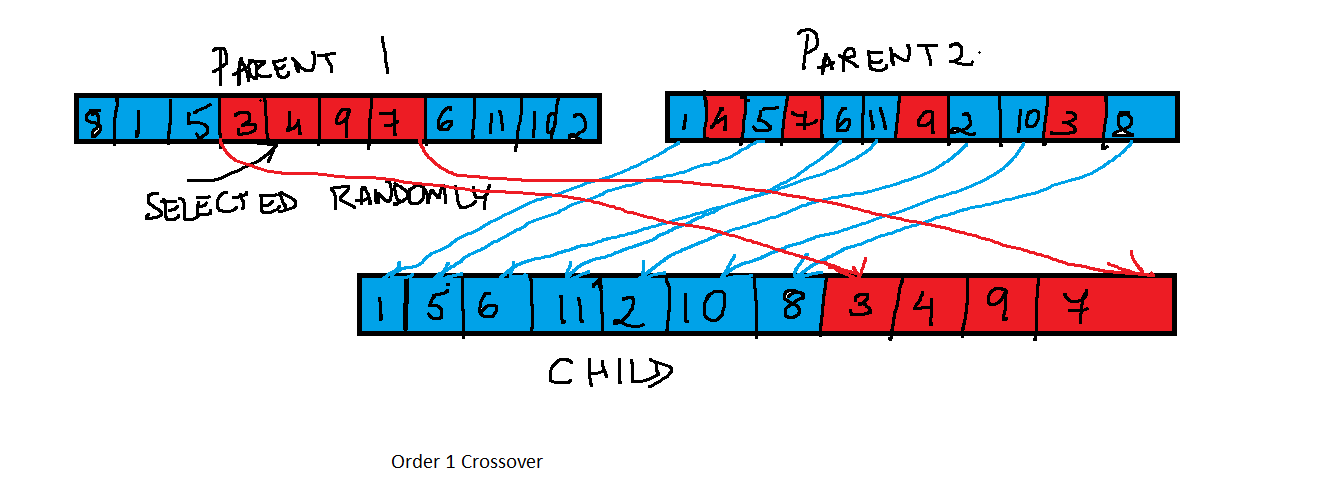 PARENT 1
PARENT 2.
8 1 5 3 4 9 7 6 11 10 2
1 4 5 7 6 11 9 2 10 3 8
SELECTED RANDOMLY
1 5 6 11 2 10 8 3 4 9 7
CHILD
Order 1 Crossover